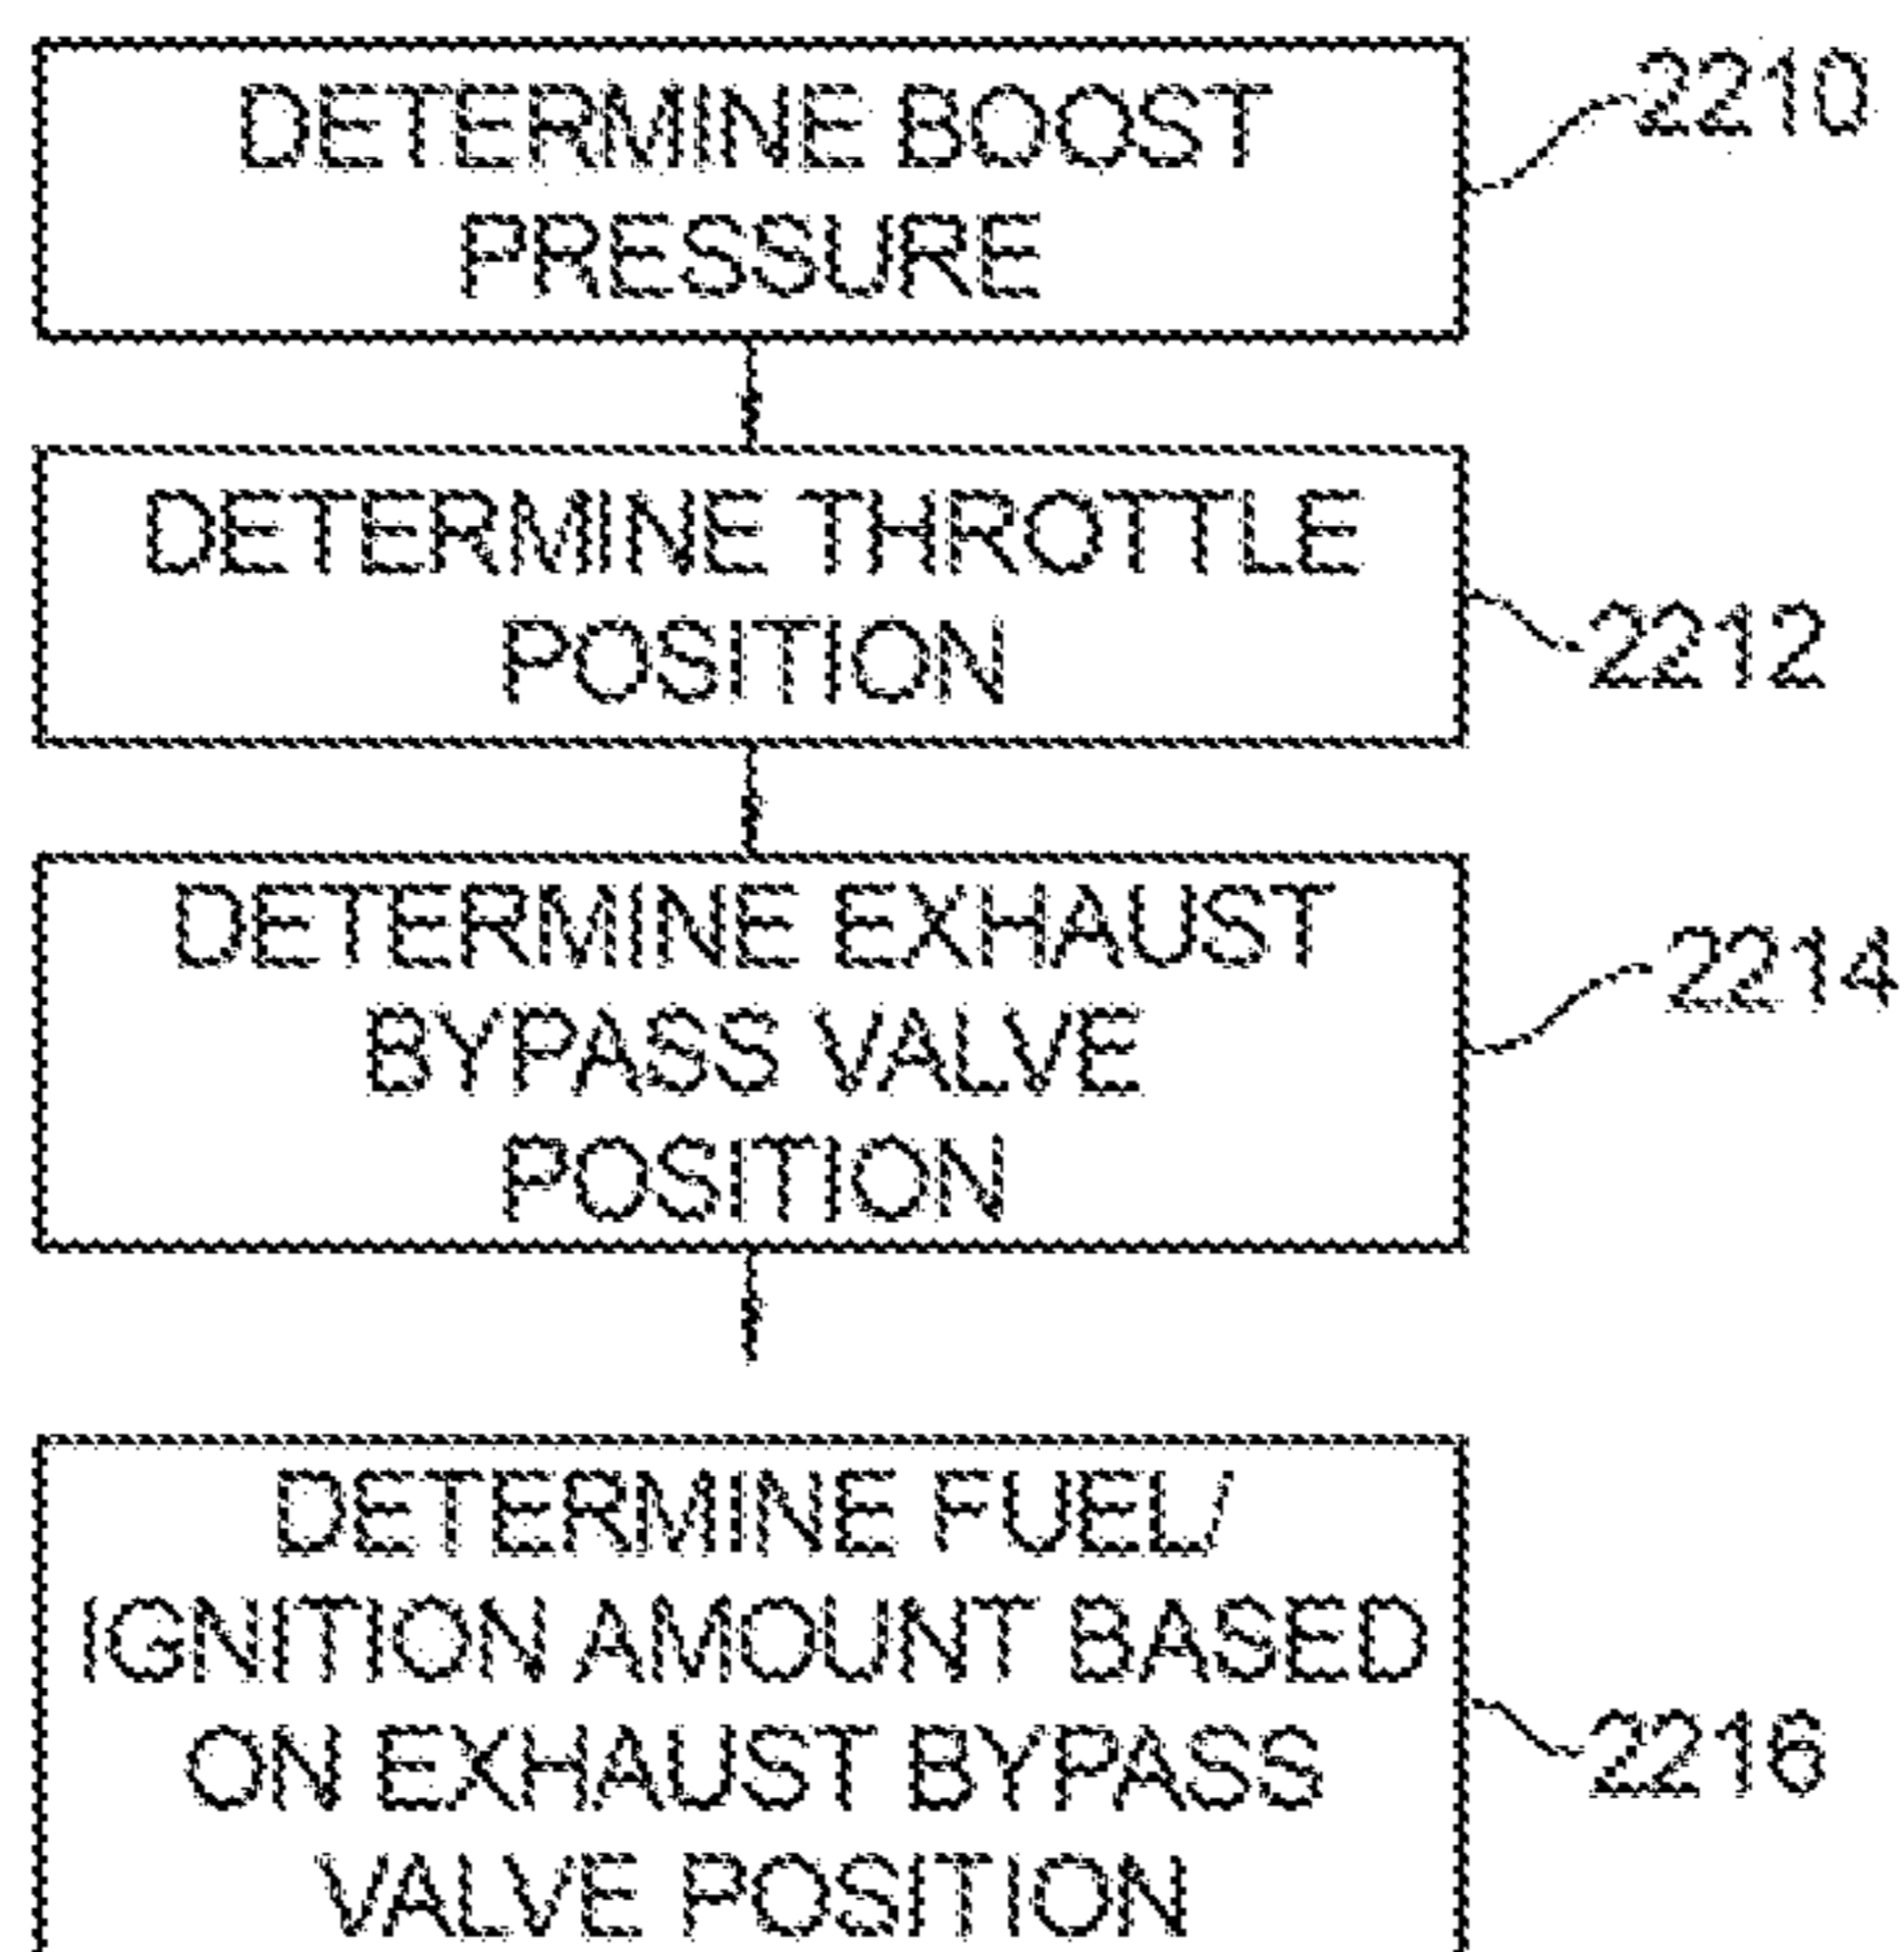 DETERMINE BOOST
PRESSURE
2210
DETERMINE THROTTLE
POSITION
2212
DETERMINE EXHAUST
BYPASS VALVE
POSITION
2214
DETERMINE FUEL/
IGNITION AMOUNT BASED
ON EXHAUST BYPASS
VALVE POSITION
2216